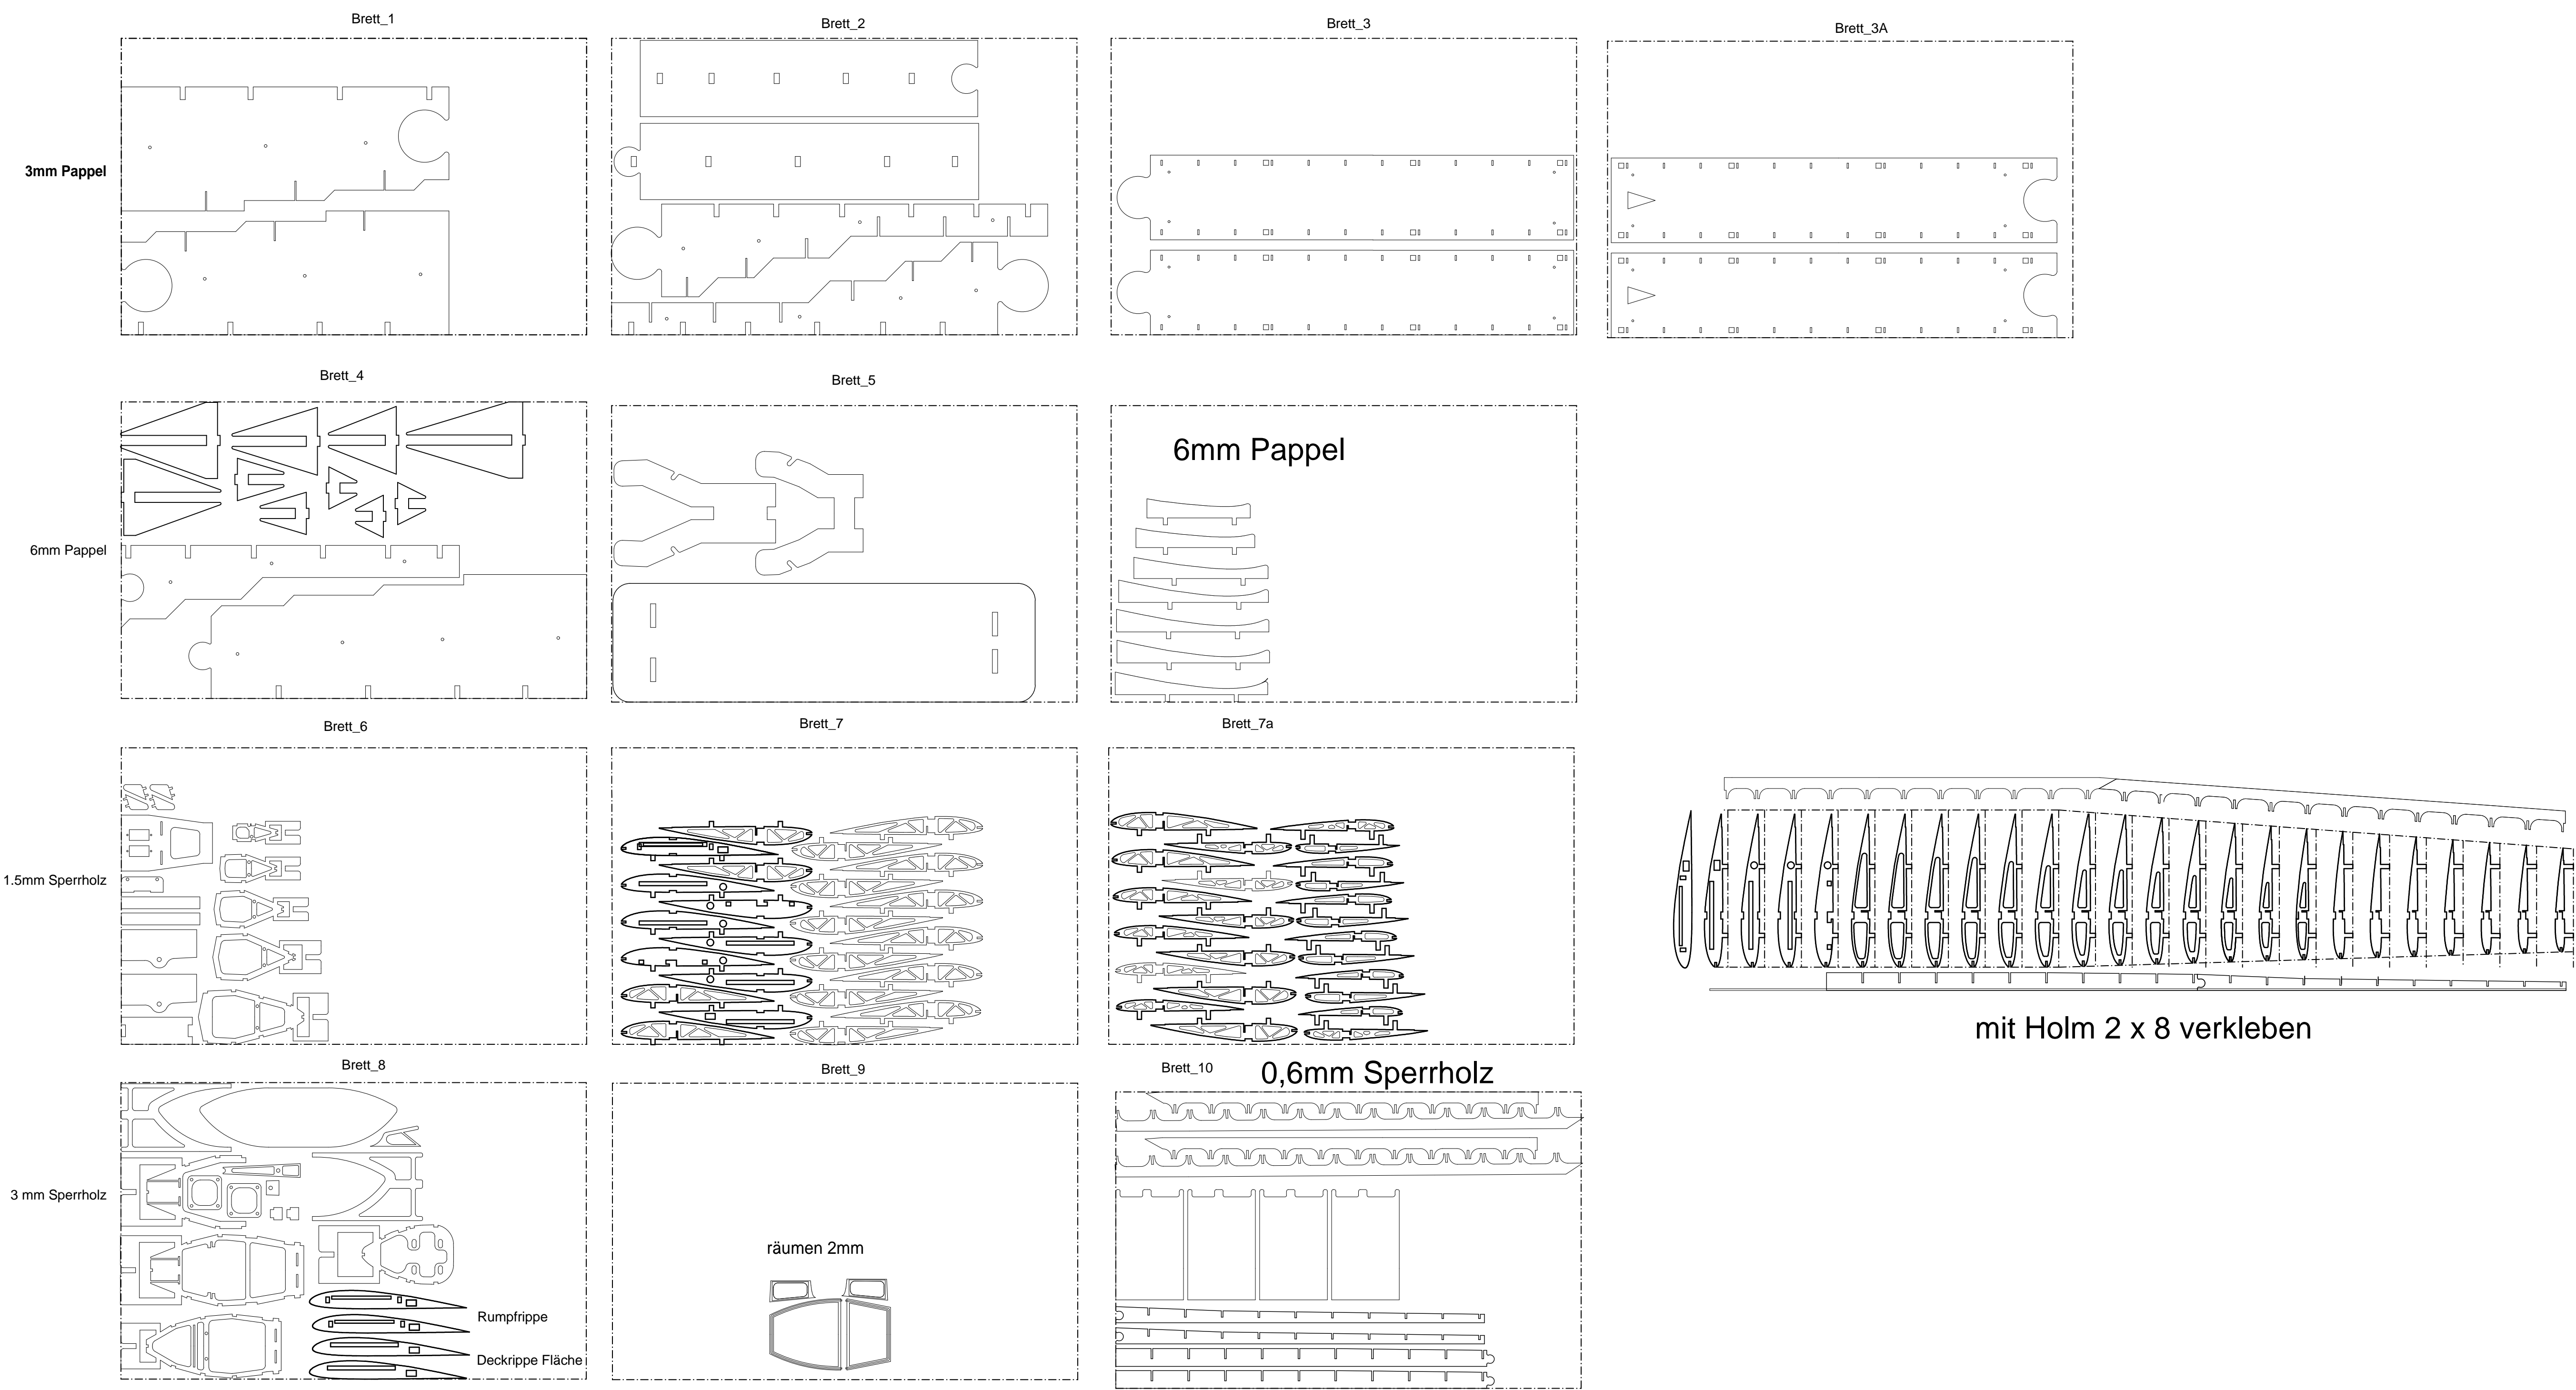 Brett_1
Brett_2
Brett_3
Brett_3A
3mm Pappel
Brett_4
Brett_5
6mm Pappel
6mm Pappel
Brett_6
Brett_7
Brett_7a
1.5mm Sperrholz
mit Holm 2 x 8 verkleben
Brett_8
Brett_9
Brett_10
0,6mm Sperrholz
3 mm Sperrholz
räumen 2mm
Rumpfrippe
Deckrippe Fläche